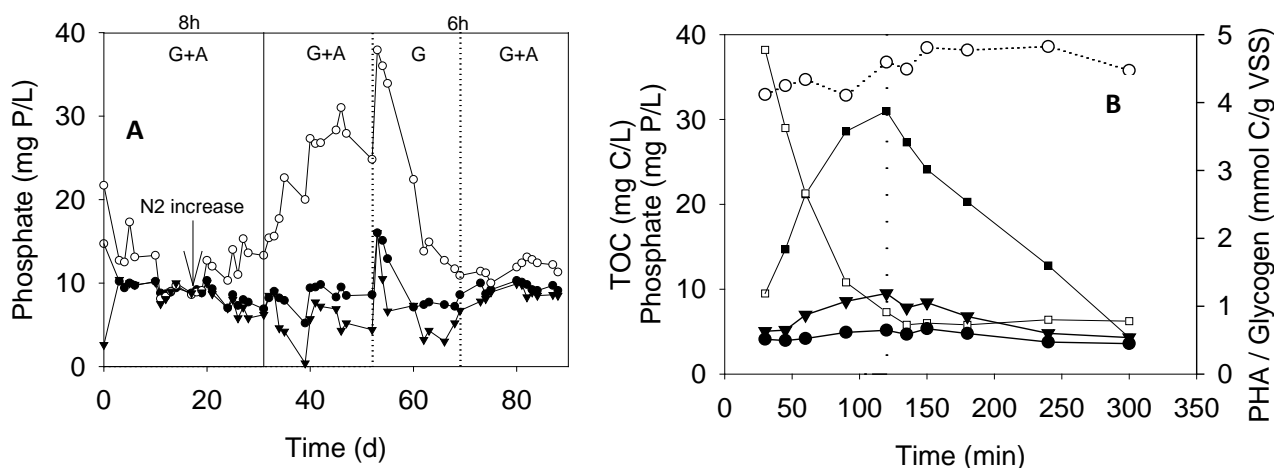 8h 6h
G+A G+A G G+A
A
N2 increase
Phosphate (mg P/L)
40
30
20
10
0
0 20 40 60 80
Time (d)
B
TOC (mg C/L)
Phosphate (mg P/L)
40
30
20
10
0
0 50 100 150 200 250 300 350
Time (min)
5
4
3
2
1
0
PHA / Glycogen (mmol C/g VSS)